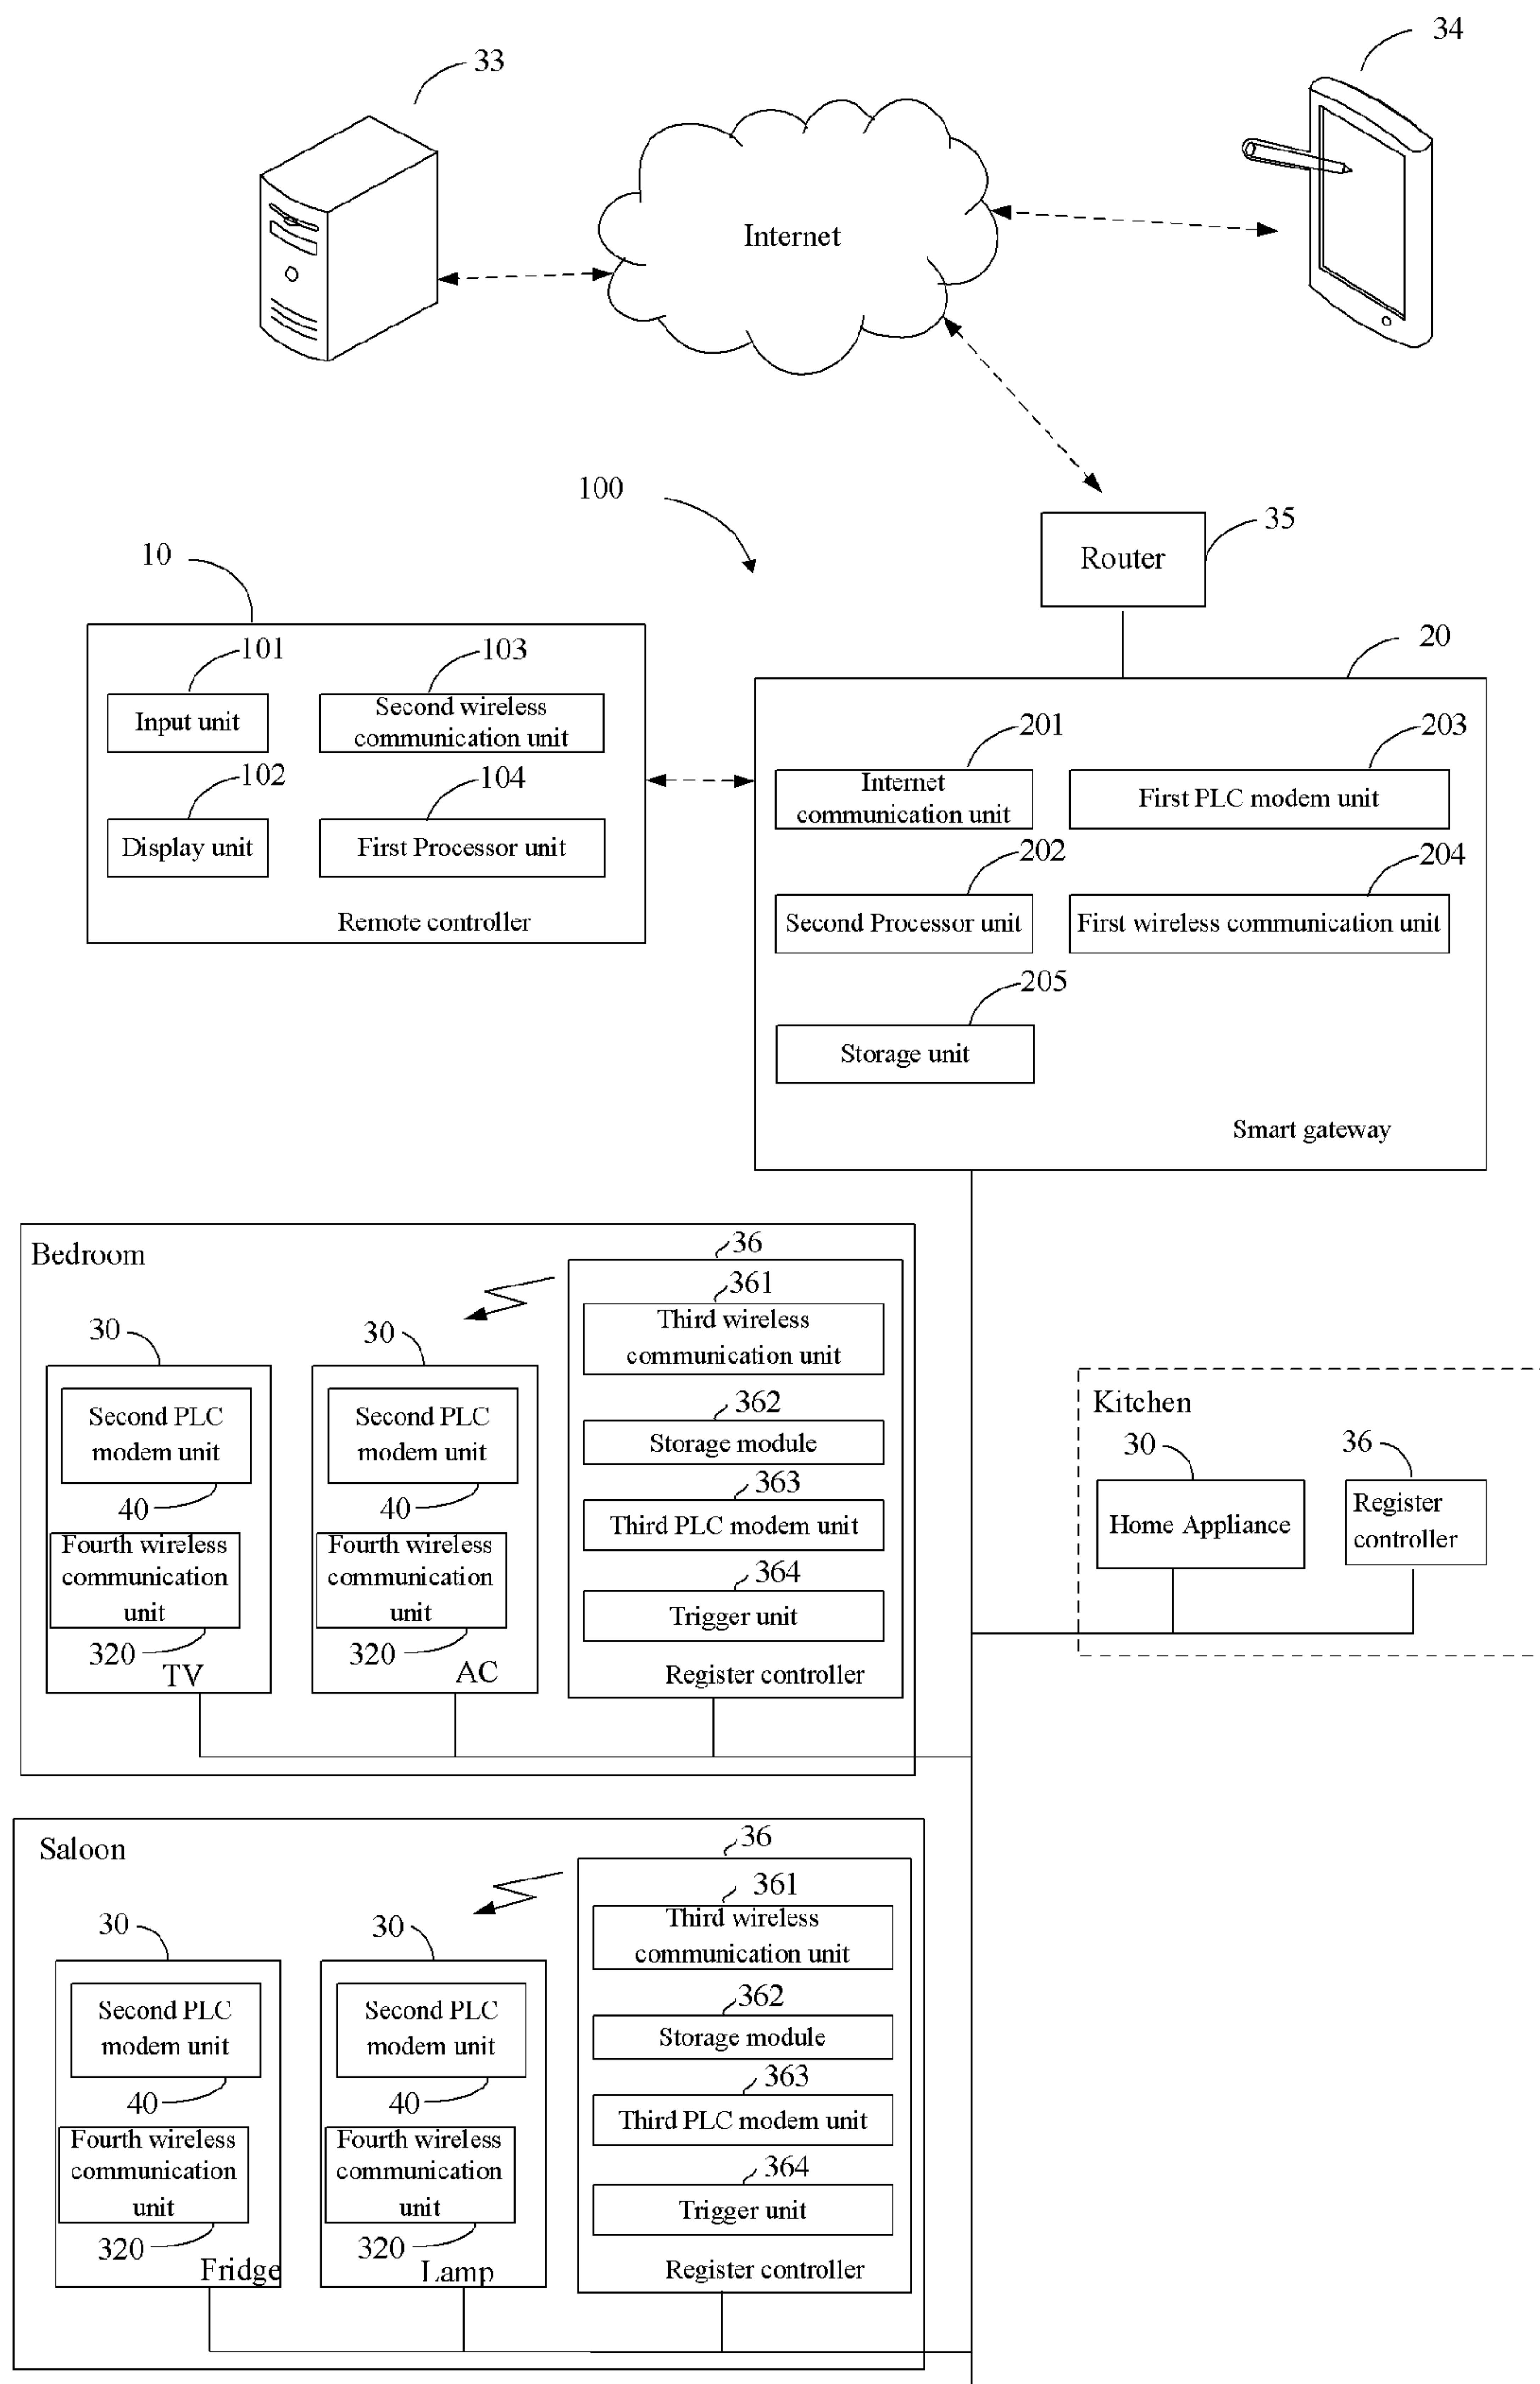 33
34
Internet
100
35
Router
10
20
101
103
Input unit
Second wireless
communication unit
102
104
Display unit
First Processor unit
Remote controller
201
203
Internet
communication unit
First PLC modem unit
202
204
Second Processor unit
First wireless communication unit
205
Storage unit
Smart gateway
Bedroom
36
361
Third wireless
communication unit
30
30
Second PLC
modem unit
Second PLC
modem unit
362
Storage module
40
40
363
Third PLC modem unit
Fourth wireless
communication
unit
Fourth wireless
communication
unit
364
Trigger unit
320
320
TV
AC
Register controller
Kitchen
30
36
Home Appliance
Register
controller
Saloon
36
361
Third wireless
communication unit
30
30
Second PLC
modem unit
Second PLC
modem unit
362
Storage module
40
40
363
Third PLC modem unit
Fourth wireless
communication
unit
Fourth wireless
communication
unit
364
Trigger unit
320
320
Fridge
Lamp
Register controller